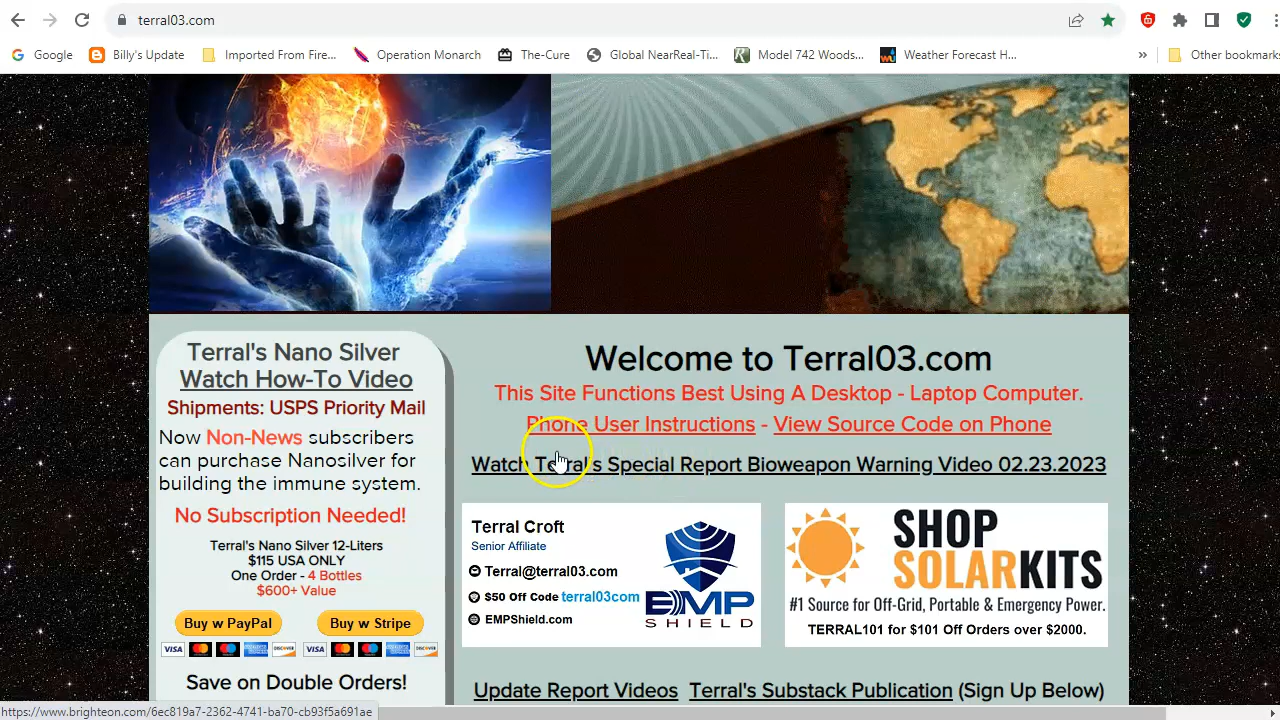 terral03.com
Google
Billy's Update
Imported From Fire...
Operation Monarch
The-Cure
Global NearReal-Ti...
Model 742 Woods...
Weather Forecast H...
»
Other bookmarks
Terral's Nano Silver
Watch How-To Video
Shipments: USPS Priority Mail
Now Non-News subscribers
can purchase Nanosilver for
building the immune system.
No Subscription Needed!
Terral's Nano Silver 12-Liters
$115 USA ONLY
One Order - 4 Bottles
$600+ Value
Buy w PayPal
Buy w Stripe
VISA
DISCOVER
VISA
DISCOVER
Save on Double Orders!
Welcome to Terral03.com
This Site Functions Best Using A Desktop - Laptop Computer.
Phone User Instructions - View Source Code on Phone
Watch Terral's Special Report Bioweapon Warning Video 02.23.2023
Terral Croft
Senior Affiliate
Terral@terral03.com
$50 Off Code terral03com
EMPShield.com
EMP
SHIELD
SHOP
SOLARKITS
#1 Source for Off-Grid, Portable & Emergency Power.
TERRAL101 for $101 Off Orders over $2000.
Update Report Videos Terral's Substack Publication (Sign Up Below)
https://www.brighteon.com/6ec819a7-2362-4741-ba70-cb93f5a691ae